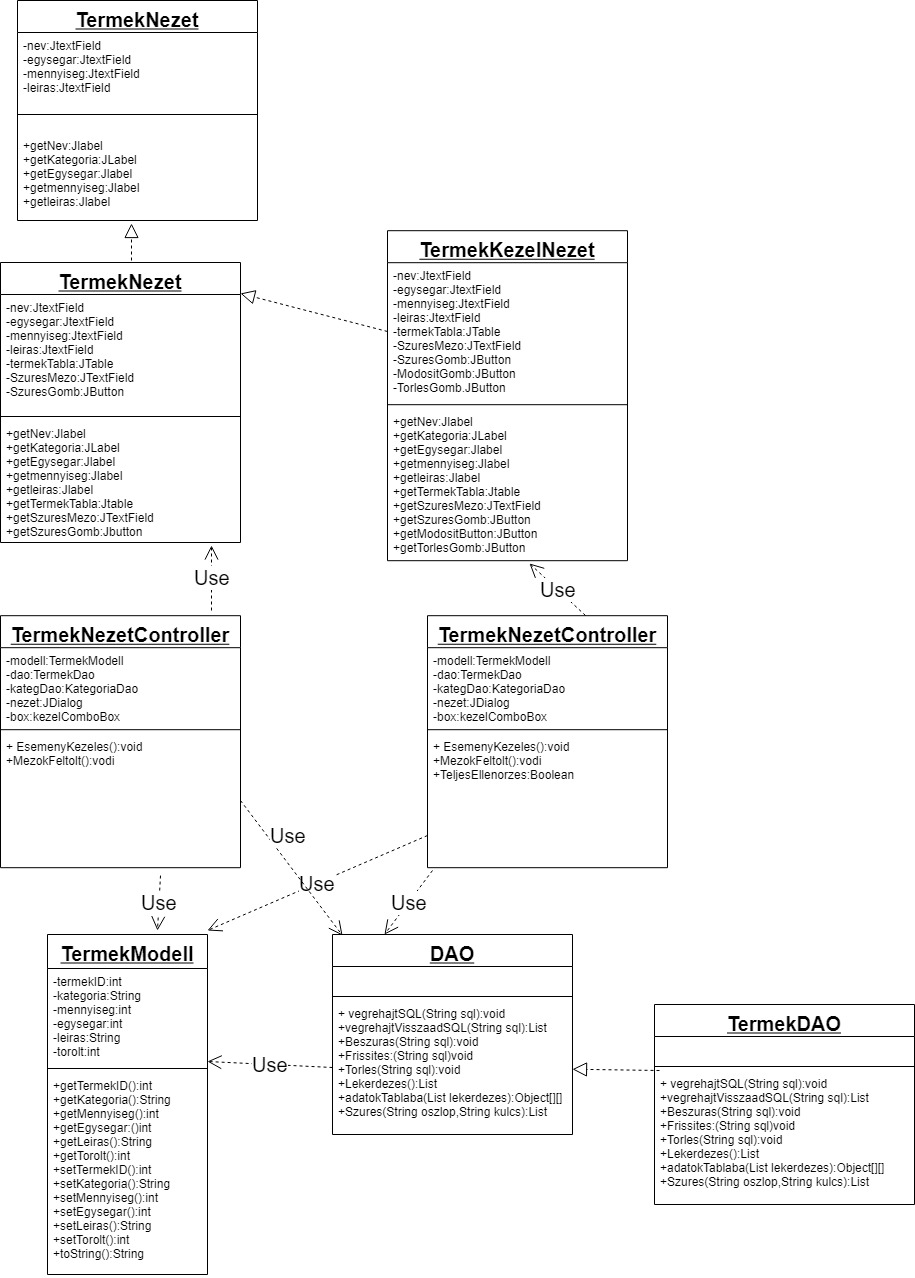 TermekNezet
-nev:JtextField
-egysegar:JtextField
-mennyiseg:JtextField
-leiras:JtextField
+getNev:Jlabel
+getKategoria:JLabel
+getEgysegar:Jlabel
+getmennyiseg:Jlabel
+getleiras:Jlabel
TermekNezet
-nev:JtextField
-egysegar:JtextField
-mennyiseg:JtextField
-leiras:JtextField
-termekTabla:JTable
-SzuresMezo:JTextField
-SzuresGomb:JButton
+getNev:Jlabel
+getKategoria:JLabel
+getEgysegar:Jlabel
+getmennyiseg:Jlabel
+getleiras:Jlabel
+getTermekTabla:Jtable
+getSzuresMezo:JTextField
+getSzuresGomb:Jbutton
TermekKezelNezet
-nev:JtextField
-egysegar:JtextField
-mennyiseg:JtextField
-leiras:JtextField
-termekTabla:JTable
-SzuresMezo:JTextField
-SzuresGomb:JButton
-ModositGomb:JButton
-TorlesGomb.JButton
+getNev:Jlabel
+getKategoria:JLabel
+getEgysegar:Jlabel
+getmennyiseg:Jlabel
+getleiras:Jlabel
+getTermekTabla:Jtable
+getSzuresMezo:JTextField
+getSzuresGomb:JButton
+getModositButton:JButton
+getTorlesGomb:JButton
Use
Use
TermekNezetController
-modell:TermekModell
-dao:TermekDao
-kategDao:KategoriaDao
-nezet:JDialog
-box:kezelComboBox
+ EsemenyKezeles():void
+MezokFeltolt():vodi
TermekNezetController
-modell:TermekModell
-dao:TermekDao
-kategDao:KategoriaDao
-nezet:JDialog
-box:kezelComboBox
+ EsemenyKezeles():void
+MezokFeltolt():vodi
+TeljesEllenorzes:Boolean
Use
Use
Use
Use
TermekModell
-termekID:int
-kategoria:String
-mennyiseg:int
-egysegar:int
-leiras:String
-torolt:int
+getTermekID():int
+getKategoria():String
+getMennyiseg():int
+getEgysegar:()int
+getLeiras():String
+getTorolt():int
+setTermekID():int
+setKategoria():String
+setMennyiseg():int
+setEgysegar():int
+setLeiras():String
+setTorolt():int
+toString():String
Use
DAO
+ vegrehajtSQL(String sql):void
+vegrehajtVisszaadSQL(String sql):List
+Beszuras(String sql):void
+Frissites:(String sql)void
+Torles(String sql):void
+Lekerdezes():List
+adatokTablaba(List lekerdezes):Object[][]
+Szures(String oszlop,String kulcs):List
TermekDAO
+ vegrehajtSQL(String sql):void
+vegrehajtVisszaadSQL(String sql):List
+Beszuras(String sql):void
+Frissites:(String sql)void
+Torles(String sql):void
+Lekerdezes():List
+adatokTablaba(List lekerdezes):Object[][]
+Szures(String oszlop,String kulcs):List